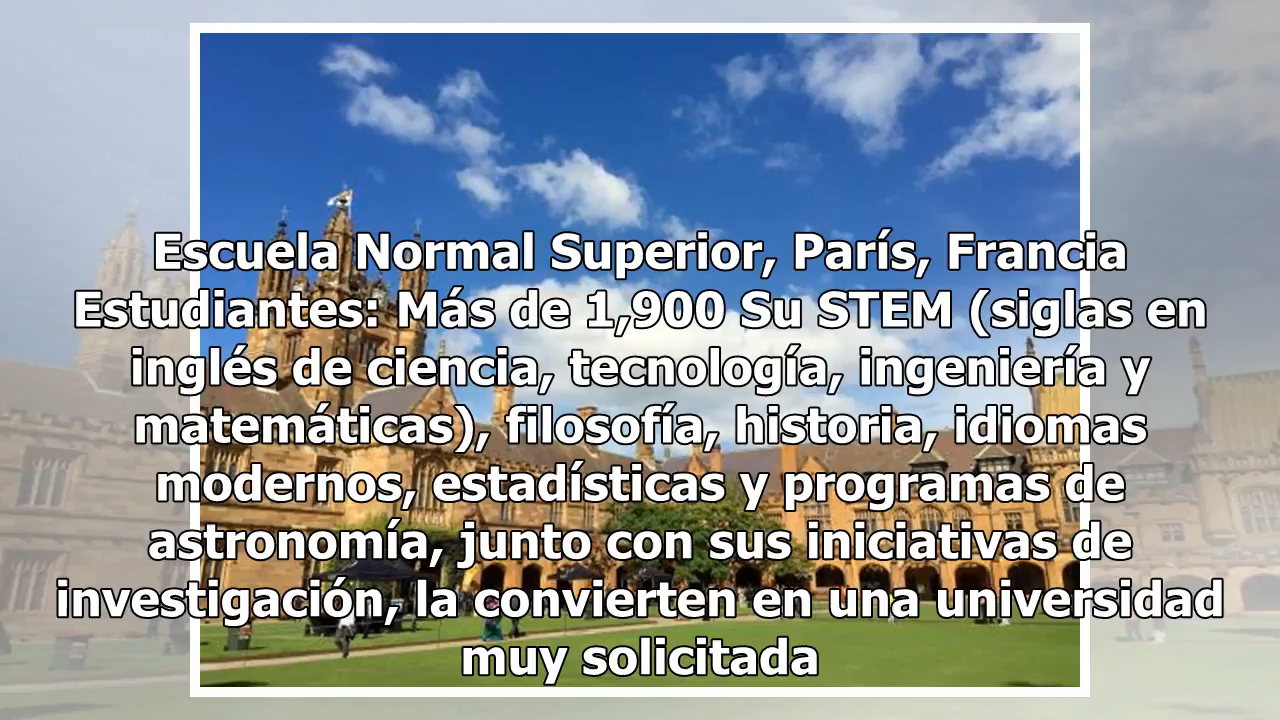 Escuela Normal Superior, París, Francia
Estudiantes: Más de 1,900 Su STEM (siglas en
inglés de ciencia, tecnología, ingeniería y
matemáticas), filosofía, historia, idiomas
modernos, estadísticas y programas de
astronomía, junto con sus iniciativas de
investigación, la convierten en una universidad
muy solicitada